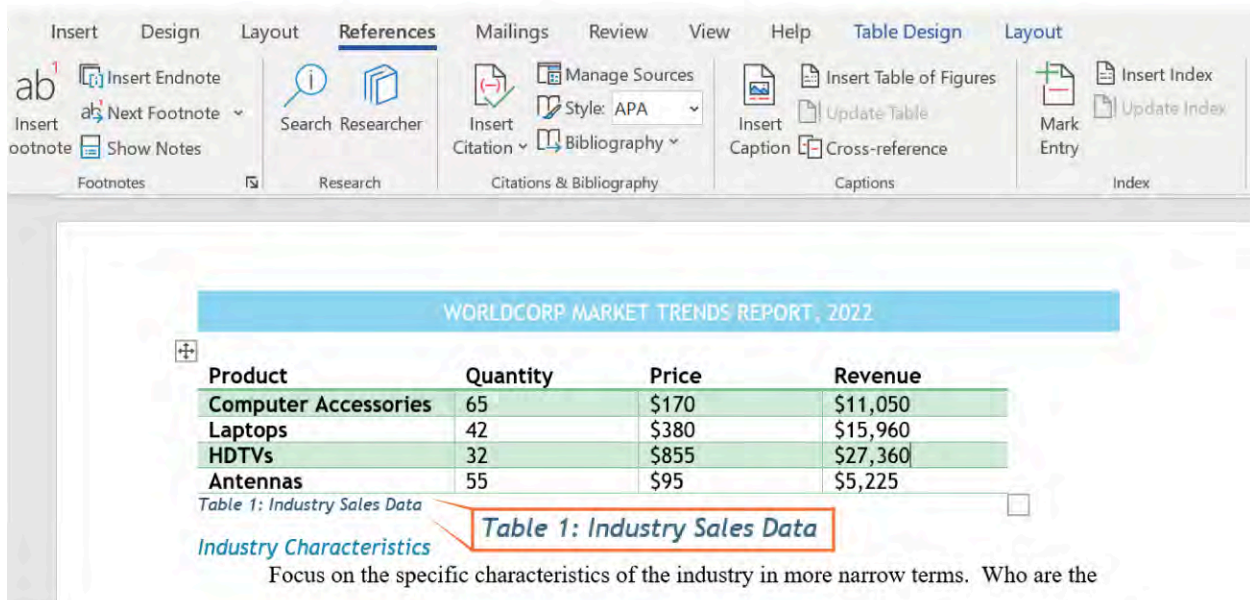 Insert Design Layout References Mailings Review View Help Table Design Layout
ab1 Insert Endnote Manage Sources Insert Table of Figures Insert Index
ab1 Next Footnote Style: APA Update Table Update Index
Insert Search Researcher Insert Insert Mark
ootnote Show Notes Citation Bibliography Caption Cross-reference Entry
Footnotes Research Citations & Bibliography Captions Index
WORLDCORP MARKET TRENDS REPORT, 2022
Product Quantity Price Revenue
Computer Accessories 65 $170 $11,050
Laptops 42 $380 $15,960
HDTVs 32 $855 $27,360
Antennas 55 $95 $5,225
Table 1: Industry Sales Data
Table 1: Industry Sales Data
Industry Characteristics
Focus on the specific characteristics of the industry in more narrow terms. Who are the